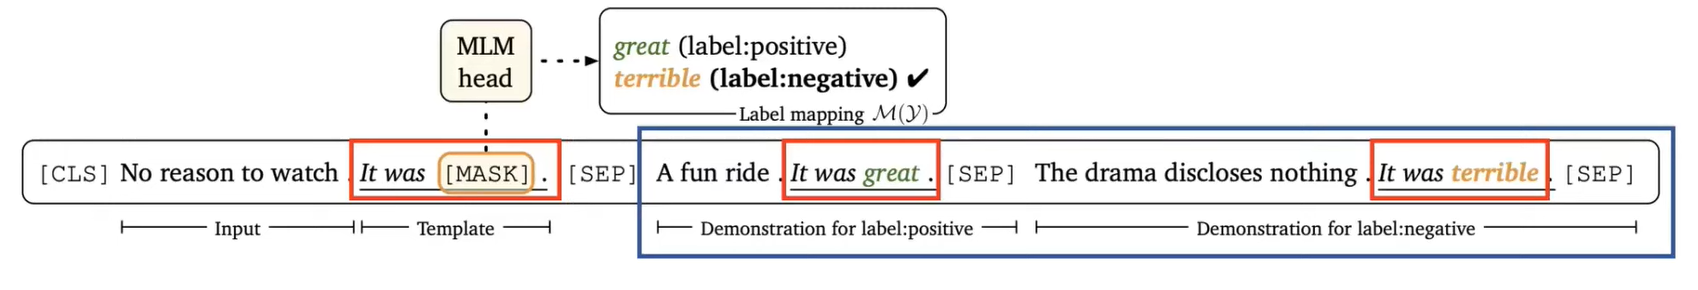 MLM
head
great (label:positive)
terrible (label:negative) ✔
Label mapping M(Y)
[CLS] No reason to watch . It was [MASK] . [SEP] A fun ride . It was great . [SEP] The drama discloses nothing . It was terrible . [SEP]
Input Template Demonstration for label:positive Demonstration for label:negative